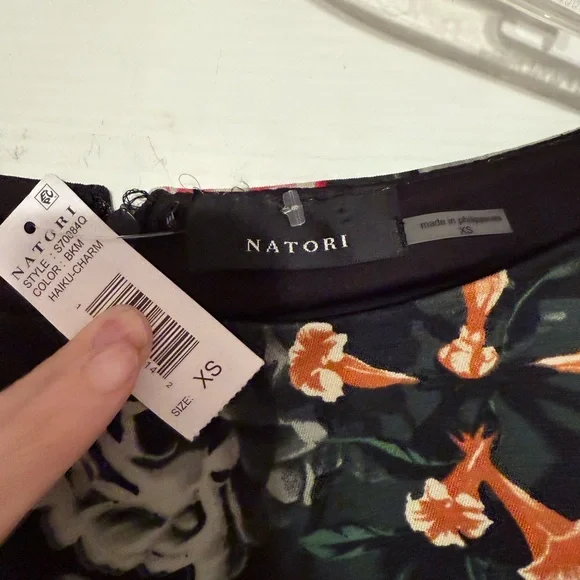 NATORI
STYLE : S70084Q
COLOR : BKM
HAIKU-CHARM
SIZE: XS
NATORI
made in philippines
XS